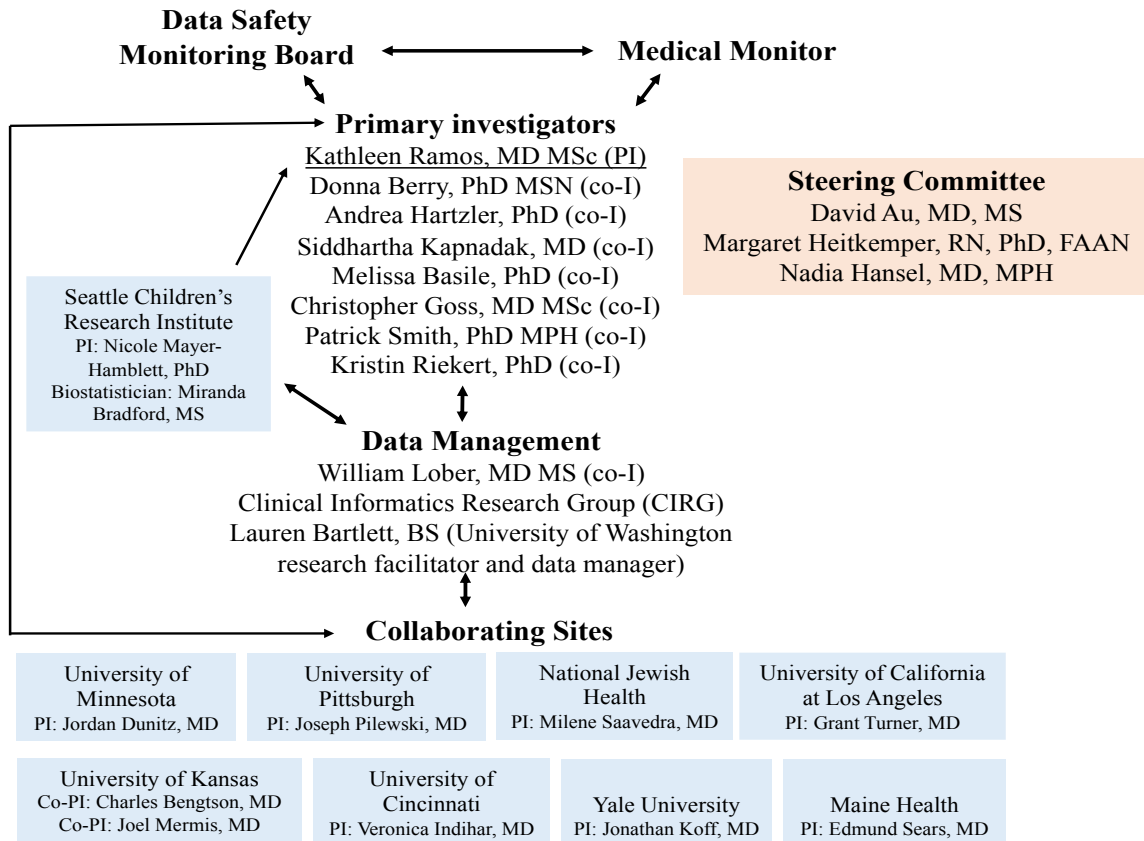 Data Safety
Monitoring Board
Medical Monitor
Primary investigators
Kathleen Ramos, MD MSc (PI)
Donna Berry, PhD MSN (co-I)
Andrea Hartzler, PhD (co-I)
Siddhartha Kapnadak, MD (co-I)
Melissa Basile, PhD (co-I)
Christopher Goss, MD MSc (co-I)
Patrick Smith, PhD MPH (co-I)
Kristin Riekert, PhD (co-I)
Steering Committee
David Au, MD, MS
Margaret Heitkemper, RN, PhD, FAAN
Nadia Hansel, MD, MPH
Seattle Children’s
Research Institute
PI: Nicole Mayer-
Hamblett, PhD
Biostatistician: Miranda
Bradford, MS
Data Management
William Lober, MD MS (co-I)
Clinical Informatics Research Group (CIRG)
Lauren Bartlett, BS (University of Washington
research facilitator and data manager)
Collaborating Sites
University of
Minnesota
PI: Jordan Dunitz, MD
University of
Pittsburgh
PI: Joseph Pilewski, MD
National Jewish
Health
PI: Milene Saavedra, MD
University of California
at Los Angeles
PI: Grant Turner, MD
University of Kansas
Co-PI: Charles Bengtson, MD
Co-PI: Joel Mermis, MD
University of
Cincinnati
PI: Veronica Indihar, MD
Yale University
PI: Jonathan Koff, MD
Maine Health
PI: Edmund Sears, MD